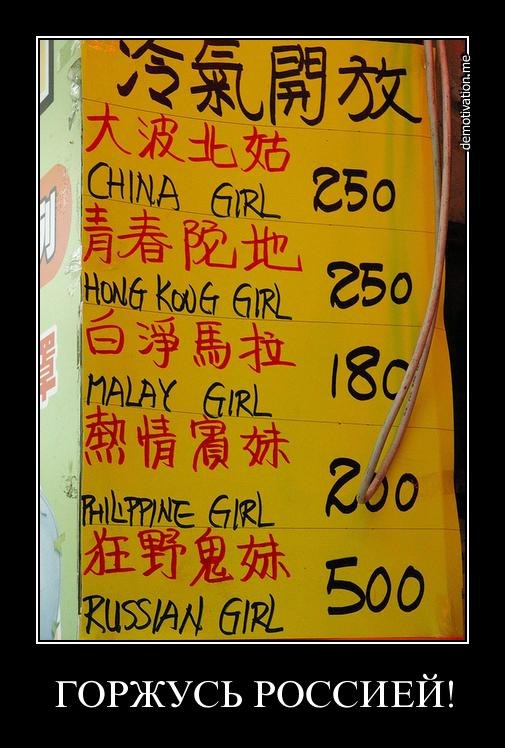 demotivation.me
冷氣開放
大波北姑
CHINA GIRL 250
青春陀地
HONG KOUG GIRL 250
白淨馬拉
MALAY GIRL 180
熱情賓妹
PHILIPPINE GIRL 200
狂野鬼妹
RUSSIAN GIRL 500
罩
ГОРЖУСЬ РОССИЕЙ!